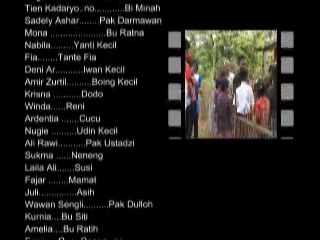 Tien Kadaryo..no............Bi Minah
Sadely Ashar.......Pak Darmawan
Mona ......................Bu Ratna
Nabila.........Yanti Kecil
Fia........Tante Fia
Deni Ar...........Iwan Kecil
Amir Zurtil..........Boing Kecil
Krisna ...........Dodo
Winda......Reni
Ardentia .......Cucu
Nugie ..........Udin Kecil
Ali Rawi..........Pak Ustadzi
Sukma ......Neneng
Laila Ali.......Susi
Fajar .......Mamat
Juli...............Asih
Wawan Sengli..........Pak Dulloh
Kurnia....Bu Siti
Amelia....Bu Ratih